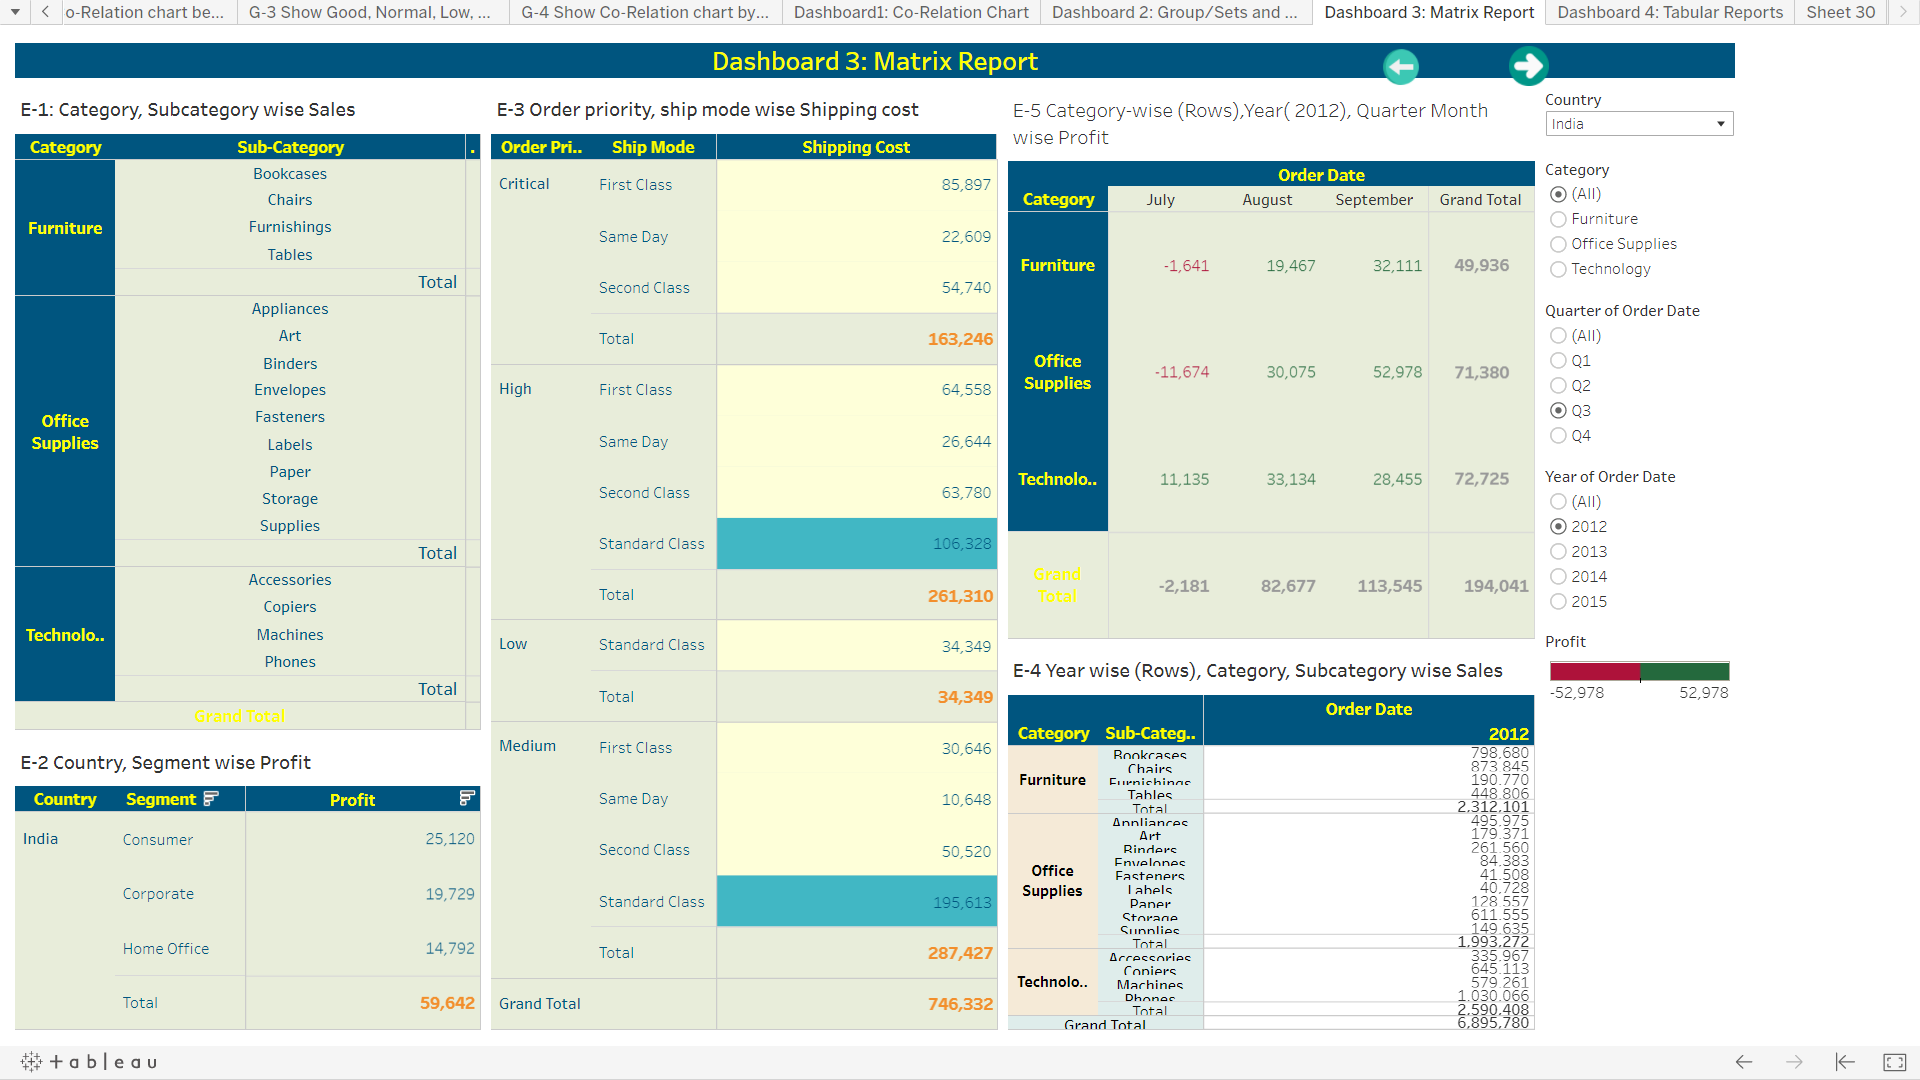 o-Relation chart be...
G-3 Show Good, Normal, Low, ...
G-4 Show Co-Relation chart by...
Dashboard1: Co-Relation Chart
Dashboard 2: Group/Sets and ...
Dashboard 3: Matrix Report
Dashboard 4: Tabular Reports
Sheet 30
Dashboard 3: Matrix Report
E-1: Category, Subcategory wise Sales
Category Sub-Category .
Furniture
Bookcases
Chairs
Furnishings
Tables
Total
Office
Supplies
Appliances
Art
Binders
Envelopes
Fasteners
Labels
Paper
Storage
Supplies
Total
Technolo..
Accessories
Copiers
Machines
Phones
Total
Grand Total
E-2 Country, Segment wise Profit
Country Segment Profit
India Consumer 25,120
Corporate 19,729
Home Office 14,792
Total 59,642
E-3 Order priority, ship mode wise Shipping cost
Order Pri.. Ship Mode Shipping Cost
Critical First Class 85,897
Same Day 22,609
Second Class 54,740
Total 163,246
High First Class 64,558
Same Day 26,644
Second Class 63,780
Standard Class 106,328
Total 261,310
Low Standard Class 34,349
Total 34,349
Medium First Class 30,646
Same Day 10,648
Second Class 50,520
Standard Class 195,613
Total 287,427
Grand Total 746,332
E-5 Category-wise (Rows),Year( 2012), Quarter Month
wise Profit
Order Date
Category July August September Grand Total
Furniture -1,641 19,467 32,111 49,936
Office
Supplies
-11,674 30,075 52,978 71,380
Technolo.. 11,135 33,134 28,455 72,725
Grand
Total
-2,181 82,677 113,545 194,041
E-4 Year wise (Rows), Category, Subcategory wise Sales
Order Date
Category Sub-Categ.. 2012
Furniture
Bookcases 798,680
Chairs 873,845
Furnishings 190,770
Tables 448,806
Total 2,312,101
Office
Supplies
Appliances 495,975
Art 179,371
Binders 261,560
Envelopes 84,383
Fasteners 41,508
Labels 40,728
Paper 128,557
Storage 611,555
Supplies 149,635
Total 1,993,272
Technolo..
Accessories 335,967
Copiers 645,113
Machines 579,261
Phones 1,030,066
Total 2,590,408
Grand Total 6,895,780
Country
India
Category
(All)
Furniture
Office Supplies
Technology
Quarter of Order Date
(All)
Q1
Q2
Q3
Q4
Year of Order Date
(All)
2012
2013
2014
2015
Profit
-52,978 52,978
tableau